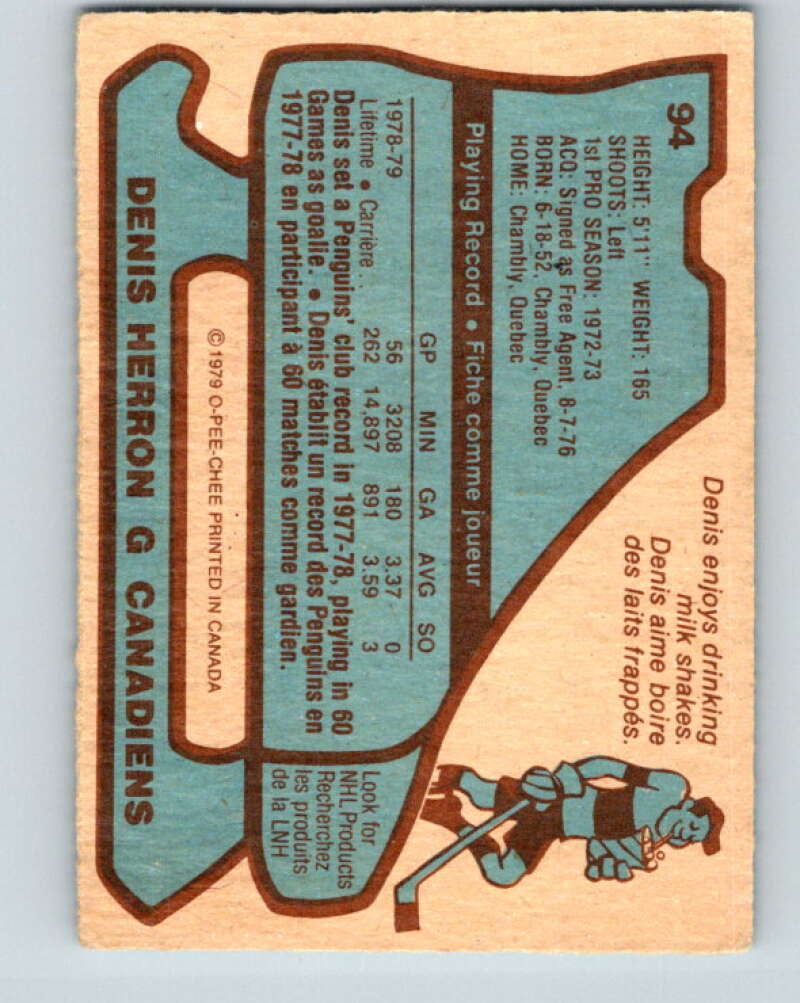 94
HEIGHT: 5'11" WEIGHT: 165
SHOOTS: Left
1st PRO SEASON: 1972-73
ACQ: Signed as Free Agent, 8-7-76
BORN: 6-18-52, Chambly, Quebec
HOME: Chambly, Quebec
Denis enjoys drinking
milk shakes.
Denis aime boire
des laits frappés.
Playing Record • Fiche comme joueur
GP MIN GA AVG SO
1978-79 56 3208 180 3.37 0
Lifetime • Carrière .. 262 14,897 891 3.59 3
Denis set a Penguins' club record in 1977-78, playing in 60
Games as goalie. • Denis établit un record des Penguins en
1977-78 en participant à 60 matches comme gardien.
Look for
NHL Products
Recherchez
les produits
de la LNH
© 1979 O-PEE-CHEE PRINTED IN CANADA
DENIS HERRON G CANADIENS